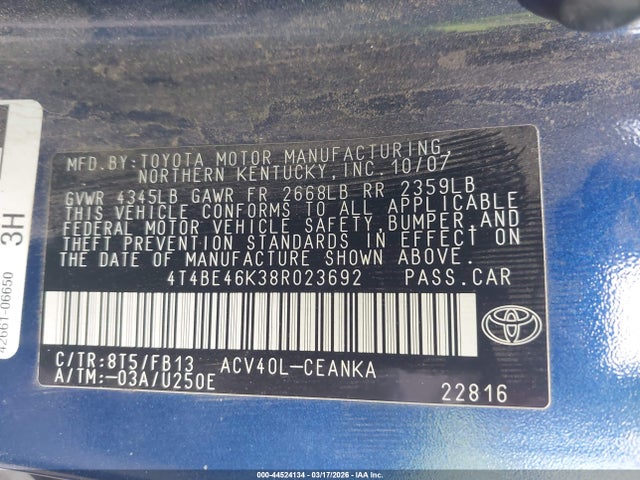 MFD.BY:TOYOTA MOTOR MANUFACTURING,
NORTHERN KENTUCKY,INC.10/07
GVWR 4345LB GAWR FR 2668LB RR 2359LB
THIS VEHICLE CONFORMS TO ALL APPLICABLE
FEDERAL MOTOR VEHICLE SAFETY,BUMPER,AND
THEFT PREVENTION STANDARDS IN EFFECT ON
THE DATE OF MANUFACTURE SHOWN ABOVE.
4T4BE46K38R023692 PASS.CAR
C/TR:8T5/FB13 ACV40L-CEANKA
A/TM:-03A/U250E
22816
3H
42661-06650
© 44524134 - 03/17/2026 - IAA Inc.